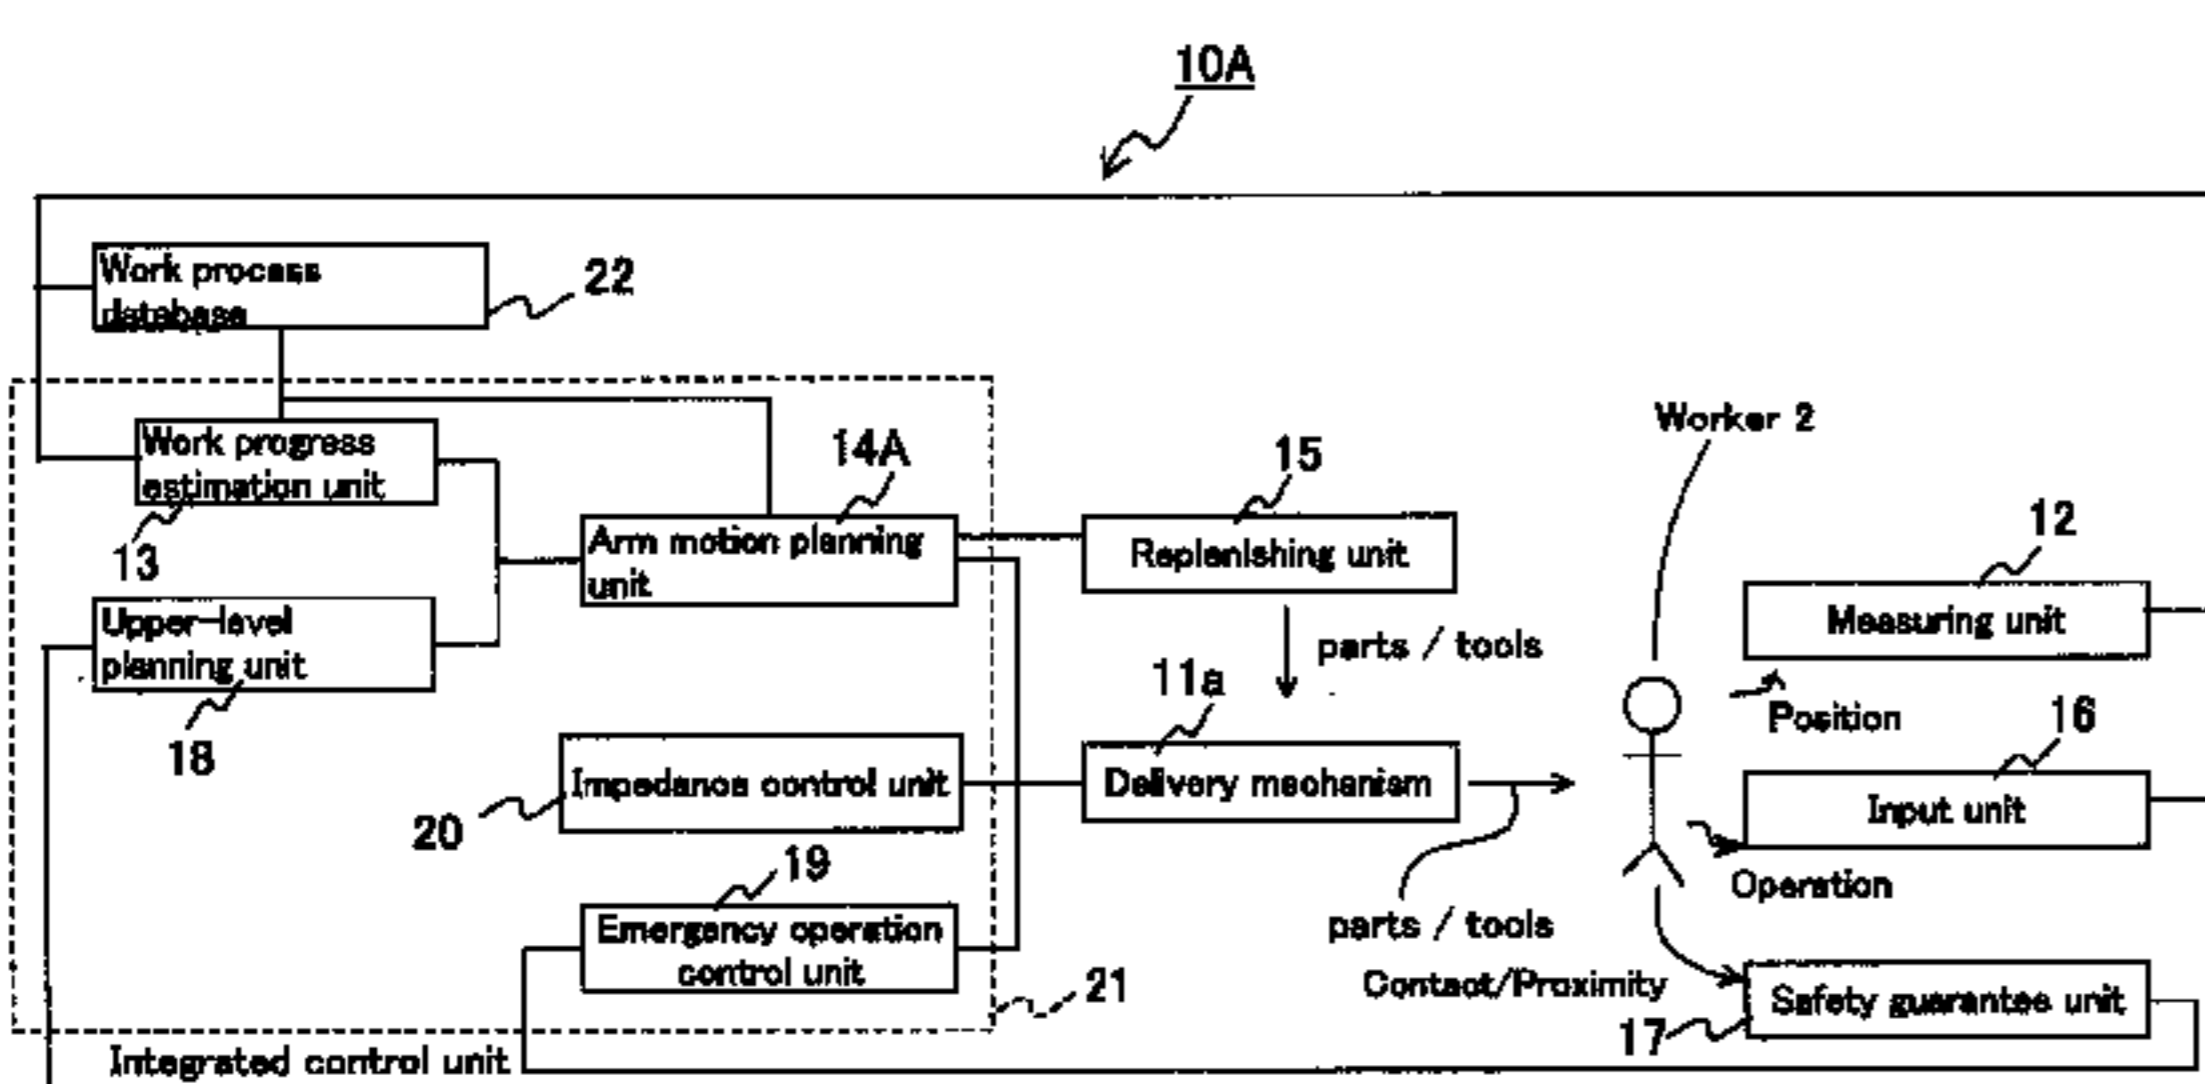 10A
Work process
database
22
Work progress
estimation unit
13
14A
Arm motion planning
unit
15
Replenishing unit
Worker 2
12
Measuring unit
Upper-level
planning unit
18
parts / tools
11a
Position
16
Impedance control unit
20
Delivery mechanism
Input unit
19
Operation
parts / tools
Emergency operation
control unit
21
Contact/Proximity
Safety guarantee unit
17
Integrated control unit